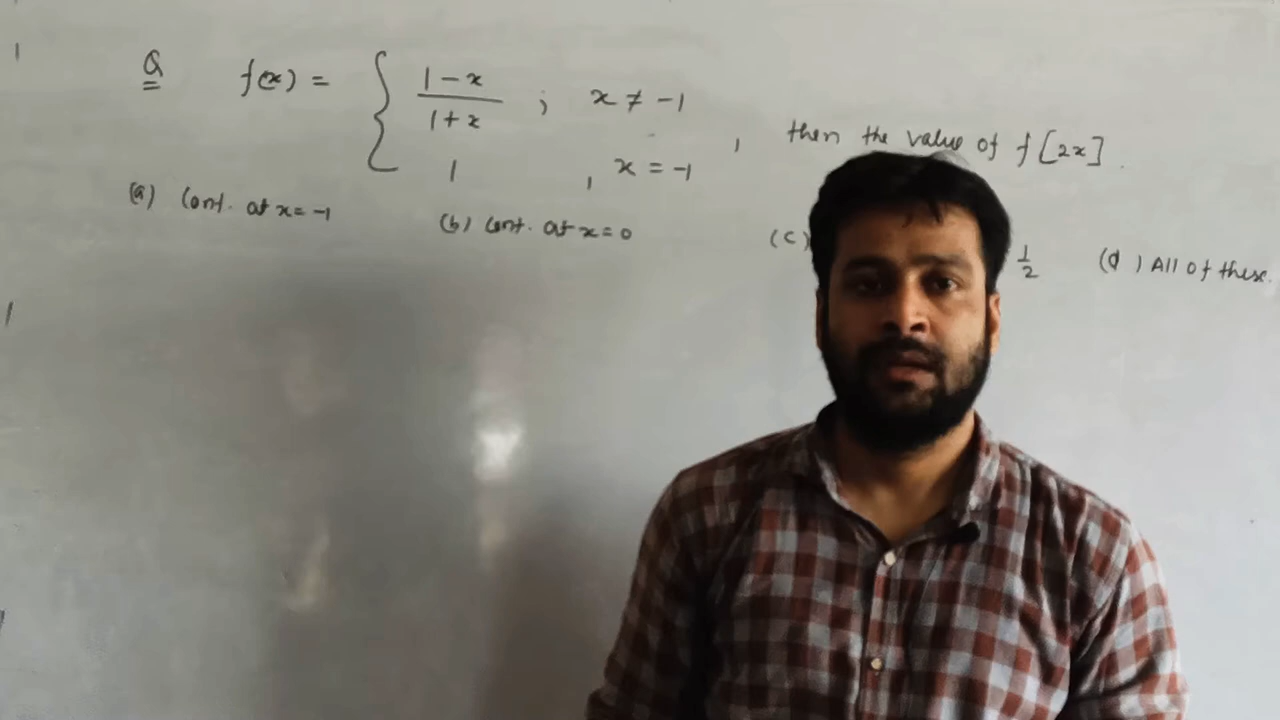 Q f(x) = { 1 - x / 1 + x ; x ≠ -1
1 , x = -1 , then the value of f[2x].
(a) Cont. at x = -1 (b) Cont. at x = 0 (c) 1/2 (d) All of these.